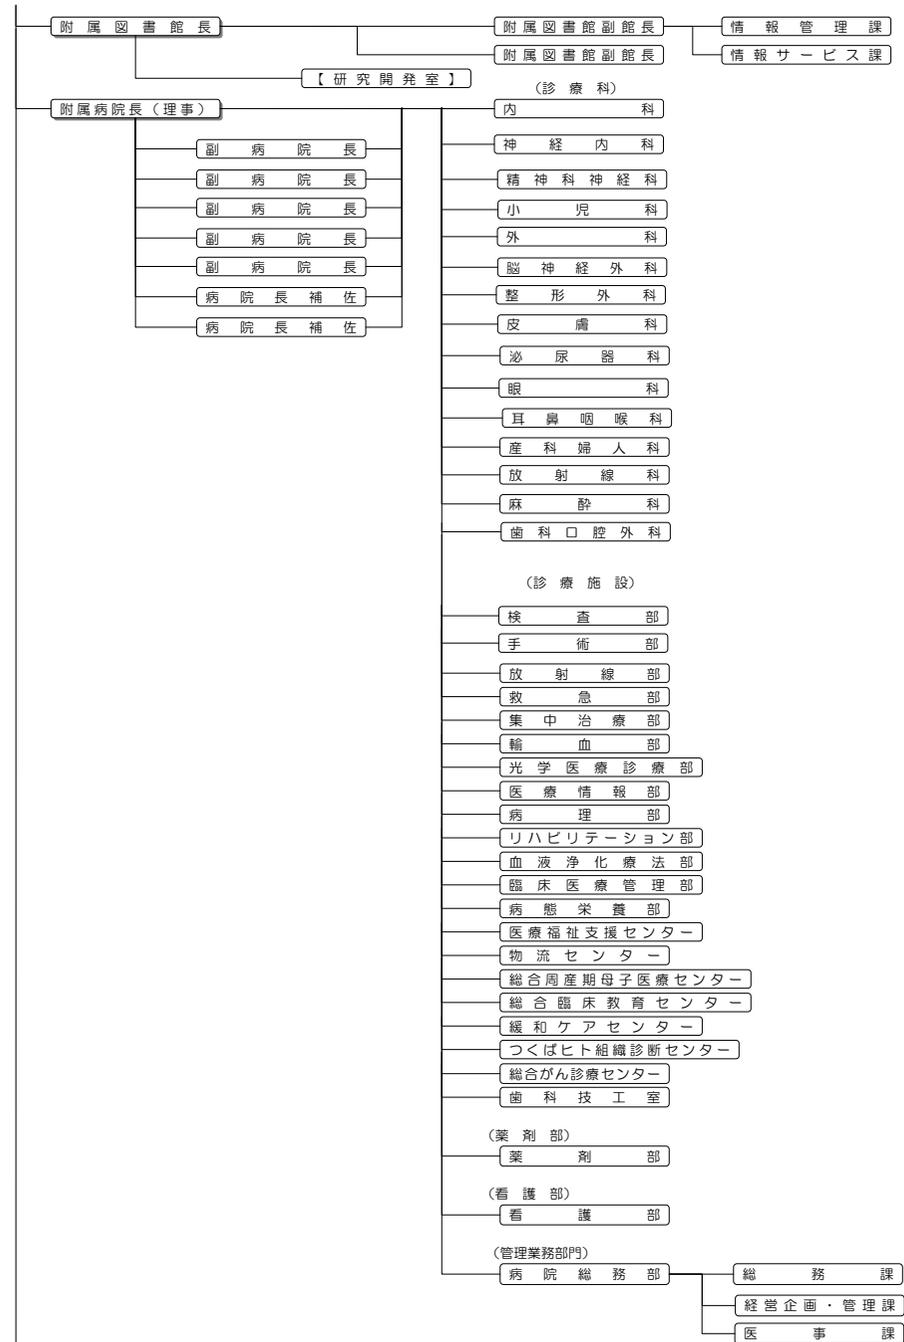 附属図書館長
附属図書館副館長
情報管理課
附属図書館副館長
情報サービス課
【研究開発室】
(診療科)
附属病院長(理事)
内科
副病院長
神経内科
副病院長
精神科神経科
副病院長
小児科
副病院長
外科
副病院長
脳神経外科
病院長補佐
整形外科
病院長補佐
皮膚科
泌尿器科
眼科
耳鼻咽喉科
産科婦人科
放射線科
麻酔科
歯科口腔外科
(診療施設)
検査部
手術部
放射線部
救急部
集中治療部
輸血部
光学医療診療部
医療情報部
病理部
リハビリテーション部
血液浄化療法部
臨床医療管理部
病態栄養部
医療福祉支援センター
物流センター
総合周産期母子医療センター
総合臨床教育センター
緩和ケアセンター
つくばヒト組織診断センター
総合がん診療センター
歯科技工室
(薬剤部)
薬剤部
(看護部)
看護部
(管理業務部門)
病院総務部
総務課
経営企画・管理課
医事課